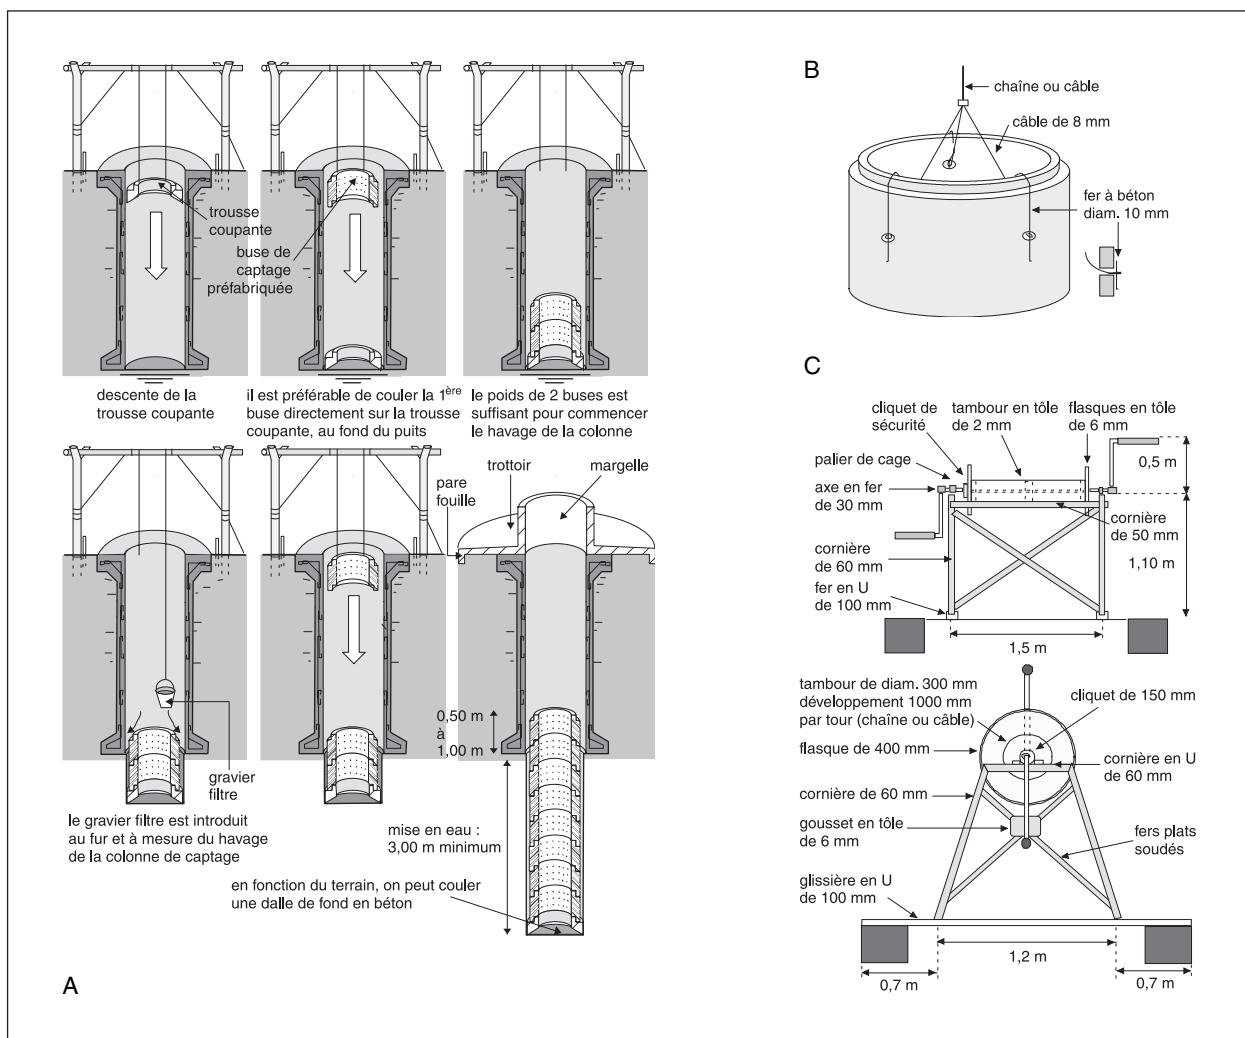 trousse
coupante
buse de
captage
préfabriquée
descente de la
trousse coupante
il est préférable de couler la 1ère
buse directement sur la trousse
coupante, au fond du puits
le poids de 2 buses est
suffisant pour commencer
le havage de la colonne
gravier
filtre
le gravier filtre est introduit
au fur et à mesure du havage
de la colonne de captage
pare
fouille
trottoir
margelle
0,50 m
à
1,00 m
mise en eau :
3,00 m minimum
en fonction du terrain, on peut couler
une dalle de fond en béton
A
B
chaîne ou câble
câble de 8 mm
fer à béton
diam. 10 mm
C
cliquet de
sécurité
tambour en tôle
de 2 mm
flasques en tôle
de 6 mm
palier de cage
axe en fer
de 30 mm
0,5 m
cornière
de 50 mm
cornière
de 60 mm
1,10 m
fer en U
de 100 mm
1,5 m
tambour de diam. 300 mm
développement 1000 mm
par tour (chaîne ou câble)
cliquet de 150 mm
flasque de 400 mm
cornière en U
de 60 mm
cornière de 60 mm
gousset en tôle
de 6 mm
fers plats
soudés
glissière en U
de 100 mm
1,2 m
0,7 m
0,7 m